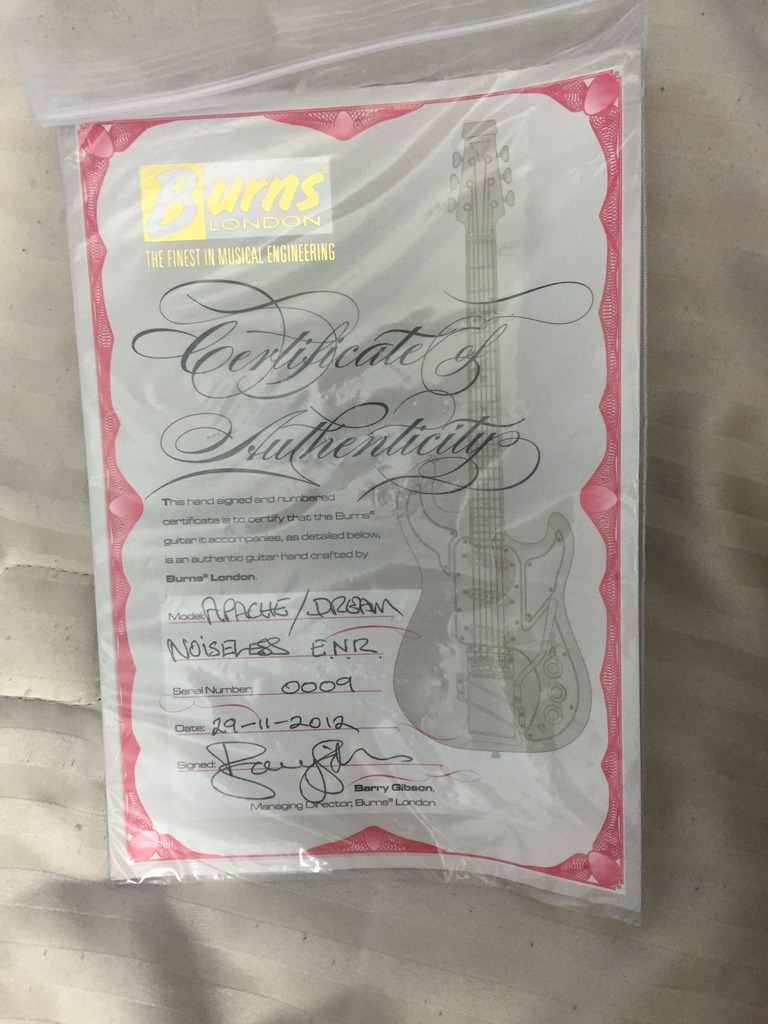 Burns®
LONDON
THE FINEST IN MUSICAL ENGINEERING
Certificate of
Authenticity
This hand signed and numbered
certificate is to certify that the Burns®
guitar it accompanies, as detailed below,
is an authentic guitar hand crafted by
Burns® London.
Model: APACHE / DREAM
NOISELESS E.N.R.
Serial Number: 0009
Date: 29-11-2012
Signed:
Barry Gibson,
Managing Director, Burns® London